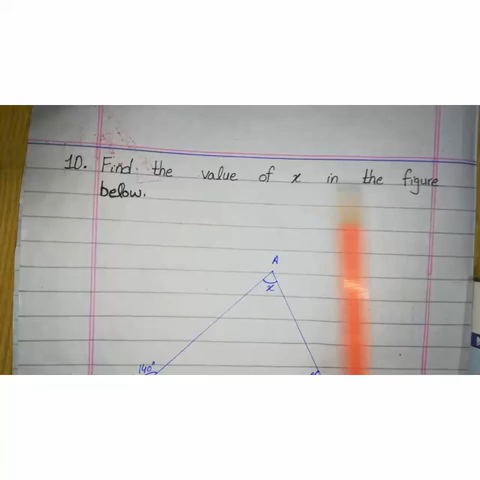 10. Find the value of x in the figure
below.
A
x
140°